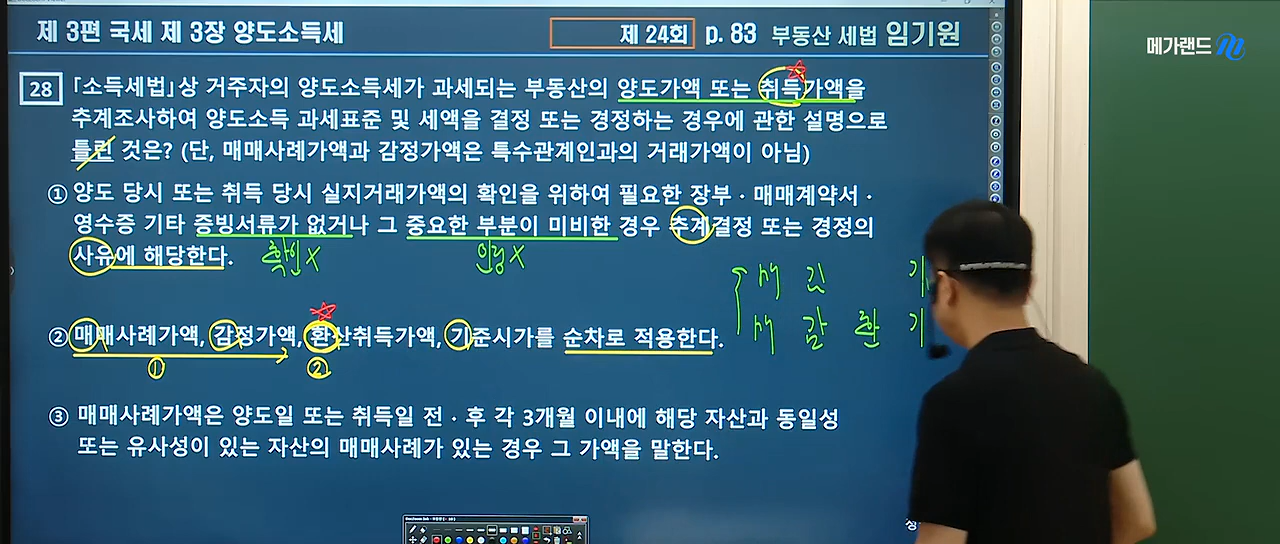 제 3편 국세 제 3장 양도소득세
제 24회 p. 83 부동산 세법 임기원
메가랜드
28 「소득세법」상 거주자의 양도소득세가 과세되는 부동산의 양도가액 또는 취득가액을
추계조사하여 양도소득 과세표준 및 세액을 결정 또는 경정하는 경우에 관한 설명으로
틀린 것은? (단, 매매사례가액과 감정가액은 특수관계인과의 거래가액이 아님)
① 양도 당시 또는 취득 당시 실지거래가액의 확인을 위하여 필요한 장부 · 매매계약서 ·
영수증 기타 증빙서류가 없거나 그 중요한 부분이 미비한 경우 추계결정 또는 경정의
사유에 해당한다.
확인X 인정X
매 감 기
② 매매사례가액, 감정가액, 환산취득가액, 기준시가를 순차로 적용한다.
매 감 환 기
① ②
③ 매매사례가액은 양도일 또는 취득일 전 · 후 각 3개월 이내에 해당 자산과 동일성
또는 유사성이 있는 자산의 매매사례가 있는 경우 그 가액을 말한다.